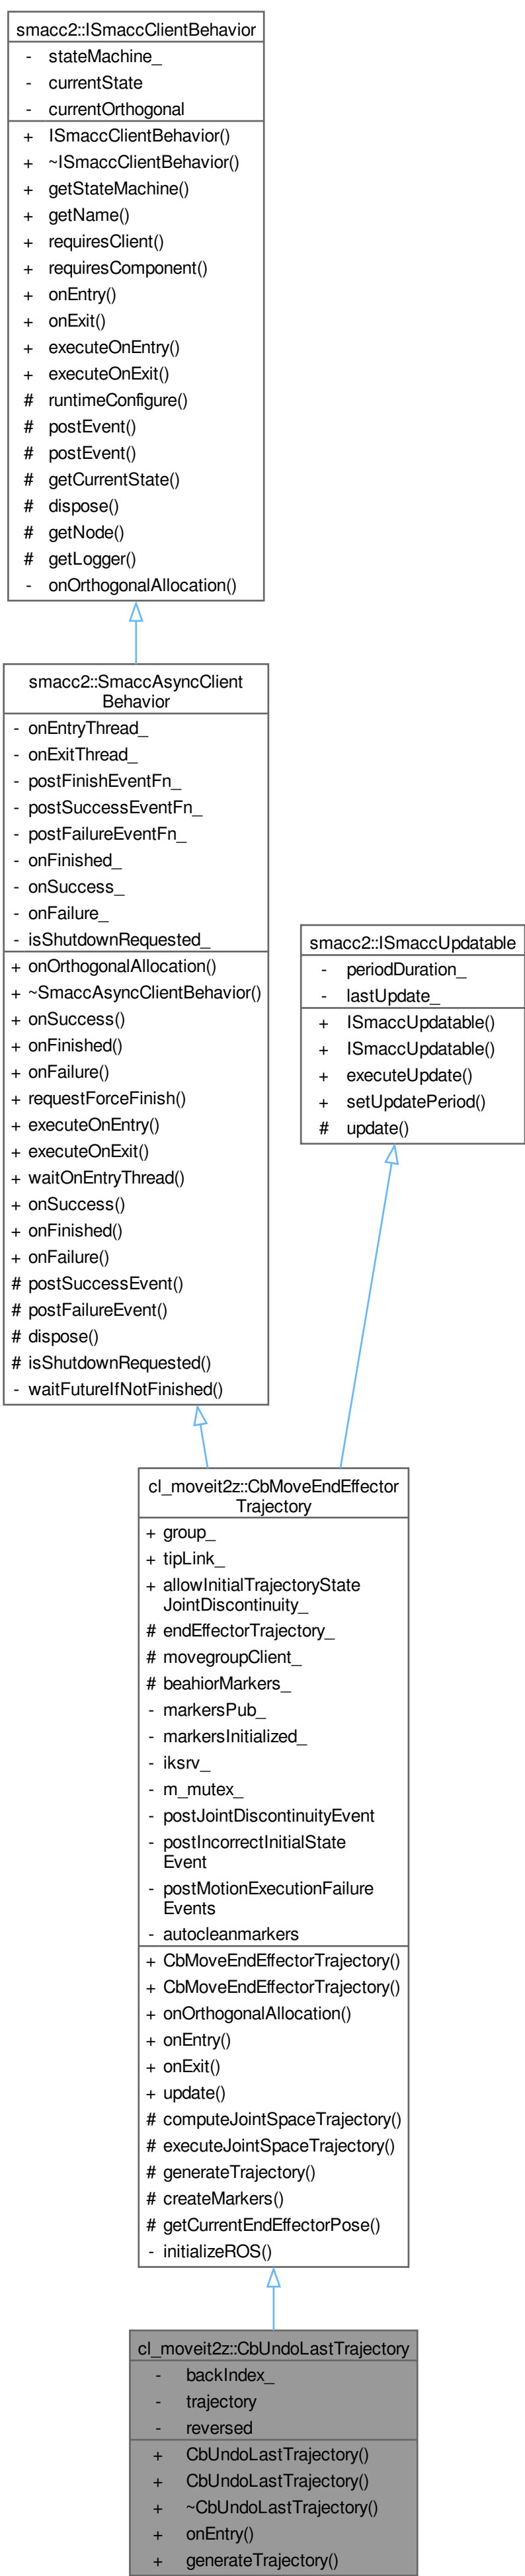 smacc2::ISmaccClientBehavior
- stateMachine_
- currentState
- currentOrthogonal
+ ISmaccClientBehavior()
+ ~ISmaccClientBehavior()
+ getStateMachine()
+ getName()
+ requiresClient()
+ requiresComponent()
+ onEntry()
+ onExit()
+ executeOnEntry()
+ executeOnExit()
# runtimeConfigure()
# postEvent()
# postEvent()
# getCurrentState()
# dispose()
# getNode()
# getLogger()
- onOrthogonalAllocation()
smacc2::SmaccAsyncClient
Behavior
- onEntryThread_
- onExitThread_
- postFinishEventFn_
- postSuccessEventFn_
- postFailureEventFn_
- onFinished_
- onSuccess_
- onFailure_
- isShutdownRequested_
+ onOrthogonalAllocation()
+ ~SmaccAsyncClientBehavior()
+ onSuccess()
+ onFinished()
+ onFailure()
+ requestForceFinish()
+ executeOnEntry()
+ executeOnExit()
+ waitOnEntryThread()
+ onSuccess()
+ onFinished()
+ onFailure()
# postSuccessEvent()
# postFailureEvent()
# dispose()
# isShutdownRequested()
- waitFutureIfNotFinished()
smacc2::ISmaccUpdatable
- periodDuration_
- lastUpdate_
+ ISmaccUpdatable()
+ ISmaccUpdatable()
+ executeUpdate()
+ setUpdatePeriod()
# update()
cl_moveit2z::CbMoveEndEffector
Trajectory
+ group_
+ tipLink_
+ allowInitialTrajectoryState
JointDiscontinuity_
# endEffectorTrajectory_
# movegroupClient_
# beahiorMarkers_
- markersPub_
- markersInitialized_
- iksrv_
- m_mutex_
- postJointDiscontinuityEvent
- postIncorrectInitialState
Event
- postMotionExecutionFailure
Events
- autocleanmarkers
+ CbMoveEndEffectorTrajectory()
+ CbMoveEndEffectorTrajectory()
+ onOrthogonalAllocation()
+ onEntry()
+ onExit()
+ update()
# computeJointSpaceTrajectory()
# executeJointSpaceTrajectory()
# generateTrajectory()
# createMarkers()
# getCurrentEndEffectorPose()
- initializeROS()
cl_moveit2z::CbUndoLastTrajectory
- backIndex_
- trajectory
- reversed
+ CbUndoLastTrajectory()
+ CbUndoLastTrajectory()
+ ~CbUndoLastTrajectory()
+ onEntry()
+ generateTrajectory()